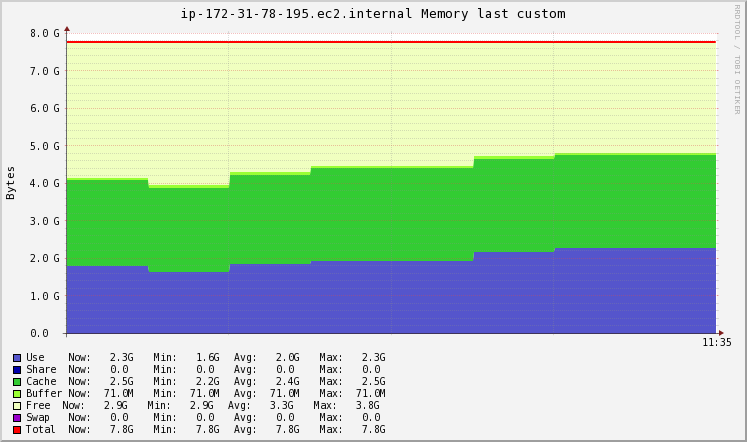 ip-172-31-78-195.ec2.internal Memory last custom
RRDTOOL / TOBI OETIKER
Bytes
8.0 G
7.0 G
6.0 G
5.0 G
4.0 G
3.0 G
2.0 G
1.0 G
0.0
11:35
Use Now: 2.3G Min: 1.6G Avg: 2.0G Max: 2.3G
Share Now: 0.0 Min: 0.0 Avg: 0.0 Max: 0.0
Cache Now: 2.5G Min: 2.2G Avg: 2.4G Max: 2.5G
Buffer Now: 71.0M Min: 71.0M Avg: 71.0M Max: 71.0M
Free Now: 2.9G Min: 2.9G Avg: 3.3G Max: 3.8G
Swap Now: 0.0 Min: 0.0 Avg: 0.0 Max: 0.0
Total Now: 7.8G Min: 7.8G Avg: 7.8G Max: 7.8G